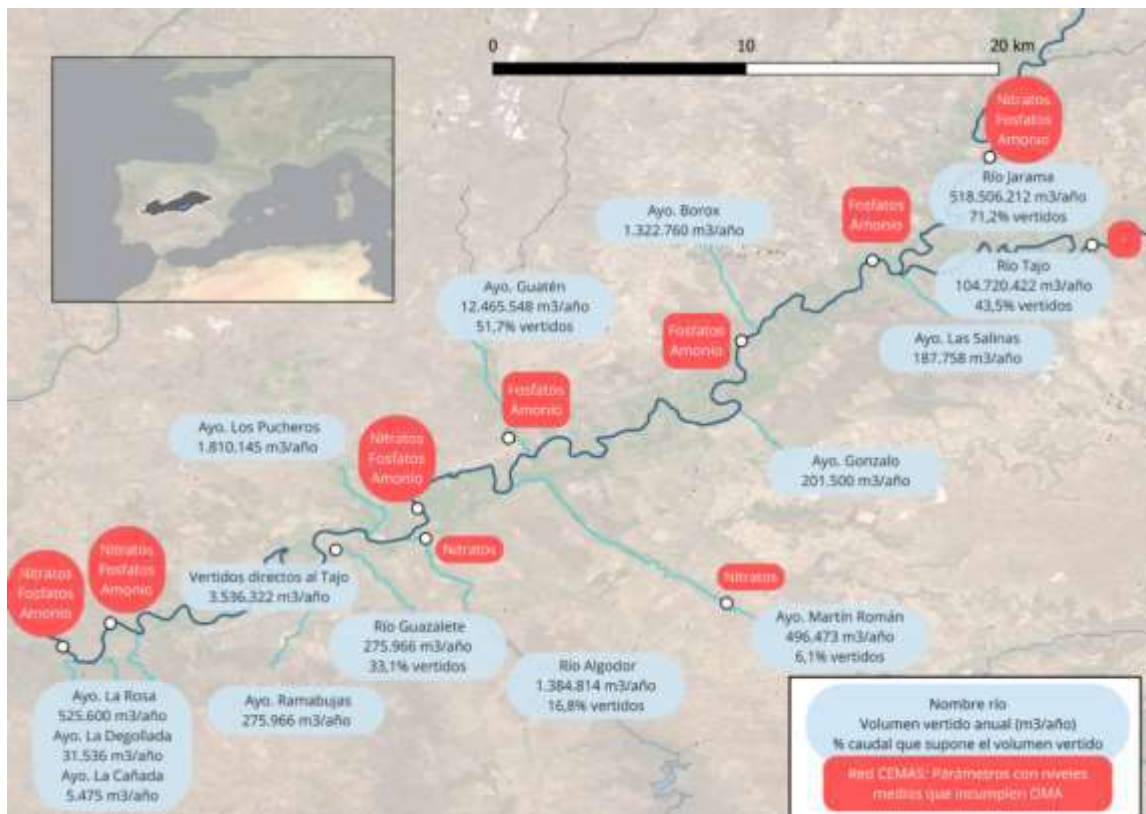 0 10 20 km
Nitratos
Fosfatos
Amonio
Río Jarama
518.506.212 m3/año
71,2% vertidos
Ayo. Borox
1.322.760 m3/año
Fosfatos
Amonio
-
Río Tajo
104.720.422 m3/año
43,5% vertidos
Ayo. Guatén
12.465.548 m3/año
51,7% vertidos
Fosfatos
Amonio
Ayo. Las Salinas
187.758 m3/año
Fosfatos
Amonio
Ayo. Los Pucheros
1.810.145 m3/año
Nitratos
Fosfatos
Amonio
Ayo. Gonzalo
201.500 m3/año
Nitratos
Nitratos
Fosfatos
Amonio
Nitratos
Fosfatos
Amonio
Vertidos directos al Tajo
3.536.322 m3/año
Nitratos
Ayo. Martín Román
496.473 m3/año
6,1% vertidos
Río Guazalete
275.966 m3/año
33,1% vertidos
Río Algodor
1.384.814 m3/año
16,8% vertidos
Ayo. Ramabujas
275.966 m3/año
Ayo. La Rosa
525.600 m3/año
Ayo. La Degollada
31.536 m3/año
Ayo. La Cañada
5.475 m3/año
Nombre río
Volumen vertido anual (m3/año)
% caudal que supone el volumen vertido
Red CEMAS: Parámetros con niveles
medios que incumplen OMA